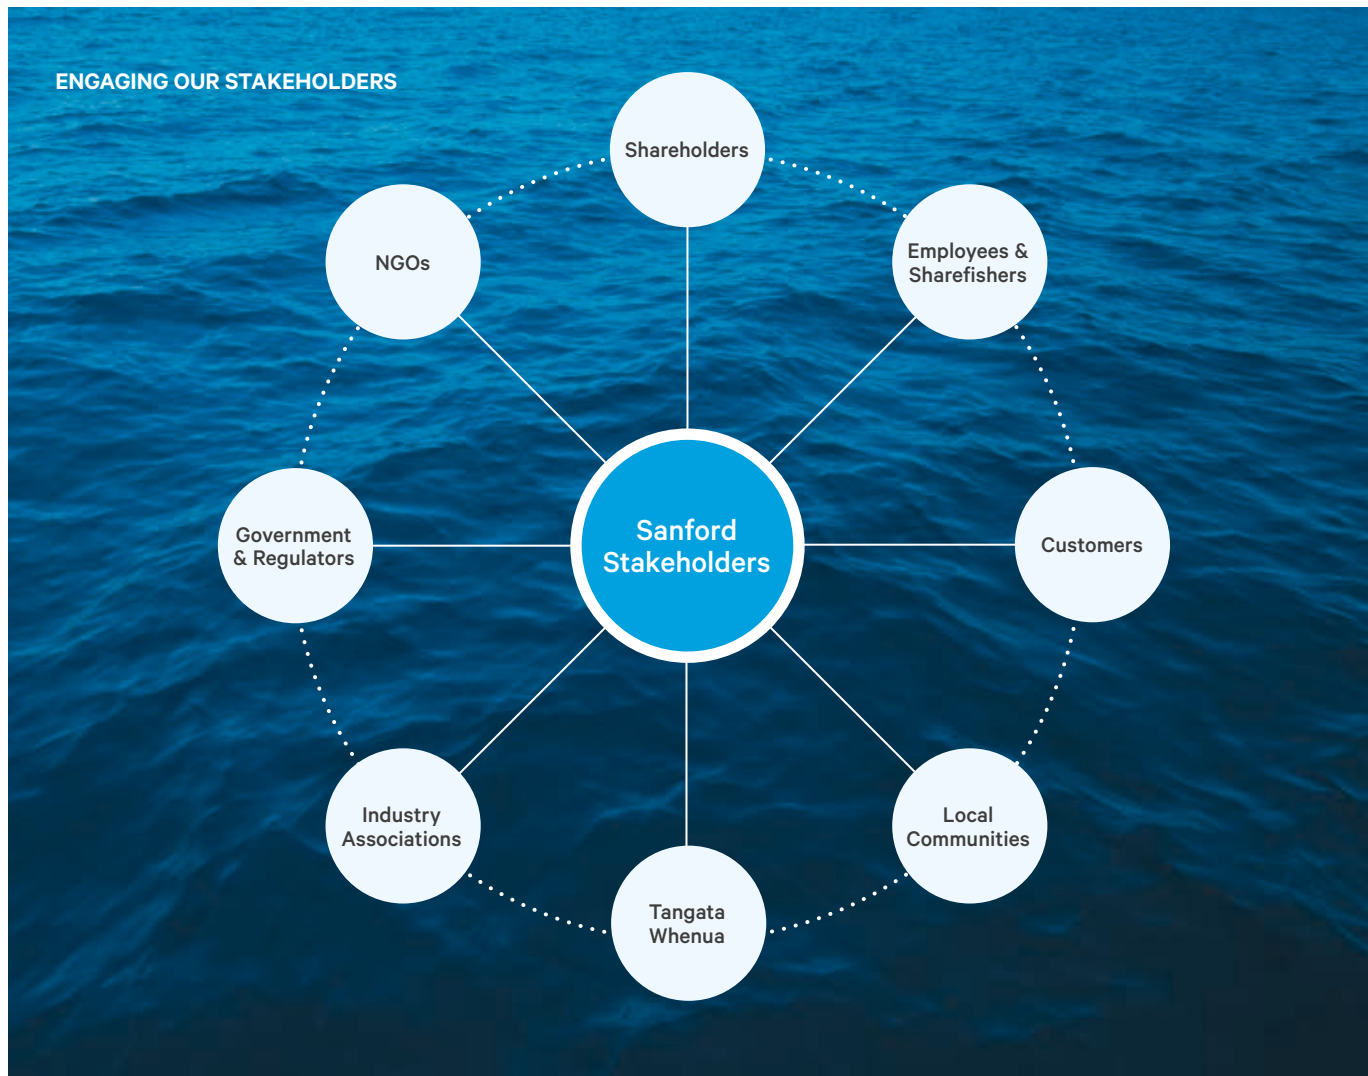 ENGAGING OUR STAKEHOLDERS
Shareholders
Employees &
Sharefishers
Customers
Local
Communities
Tangata
Whenua
Industry
Associations
Government
& Regulators
NGOs
Sanford
Stakeholders